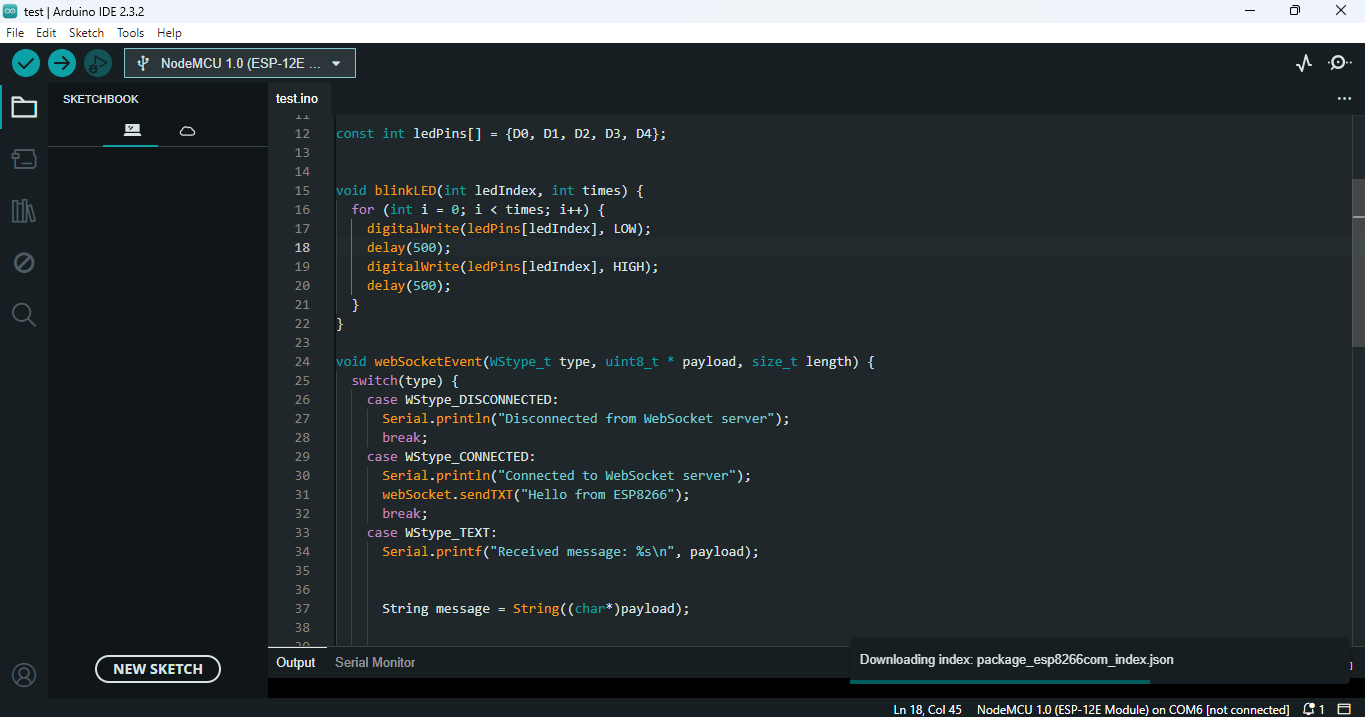 test | Arduino IDE 2.3.2
File Edit Sketch Tools Help
NodeMCU 1.0 (ESP-12E ...
SKETCHBOOK
test.ino
11
12 const int ledPins[] = {D0, D1, D2, D3, D4};
13
14
15 void blinkLED(int ledIndex, int times) {
16 for (int i = 0; i < times; i++) {
17 digitalWrite(ledPins[ledIndex], LOW);
18 delay(500);
19 digitalWrite(ledPins[ledIndex], HIGH);
20 delay(500);
21 }
22 }
23
24 void webSocketEvent(WStype_t type, uint8_t * payload, size_t length) {
25 switch(type) {
26 case WStype_DISCONNECTED:
27 Serial.println("Disconnected from WebSocket server");
28 break;
29 case WStype_CONNECTED:
30 Serial.println("Connected to WebSocket server");
31 webSocket.sendTXT("Hello from ESP8266");
32 break;
33 case WStype_TEXT:
34 Serial.printf("Received message: %s\n", payload);
35
36
37 String message = String((char*)payload);
38
39
NEW SKETCH
Output Serial Monitor
Downloading index: package_esp8266com_index.json
Ln 18, Col 45 NodeMCU 1.0 (ESP-12E Module) on COM6 [not connected] 1